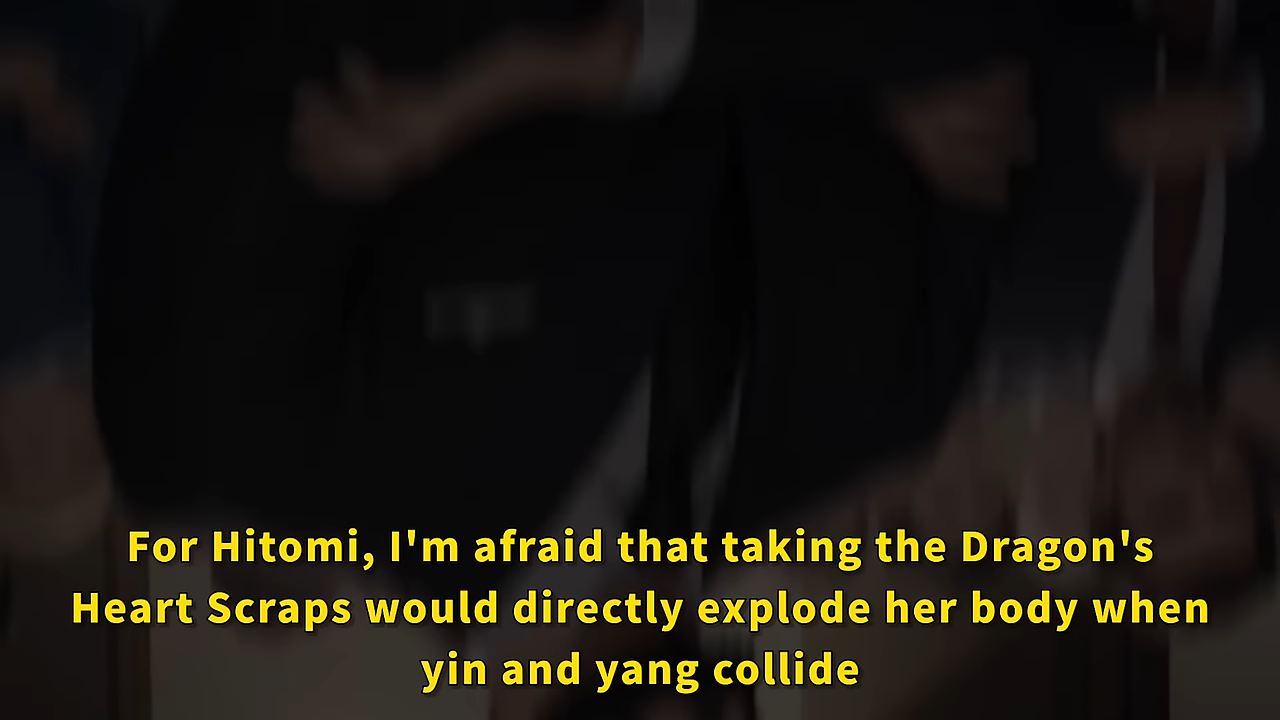 For Hitomi, I'm afraid that taking the Dragon's
Heart Scraps would directly explode her body when
yin and yang collide